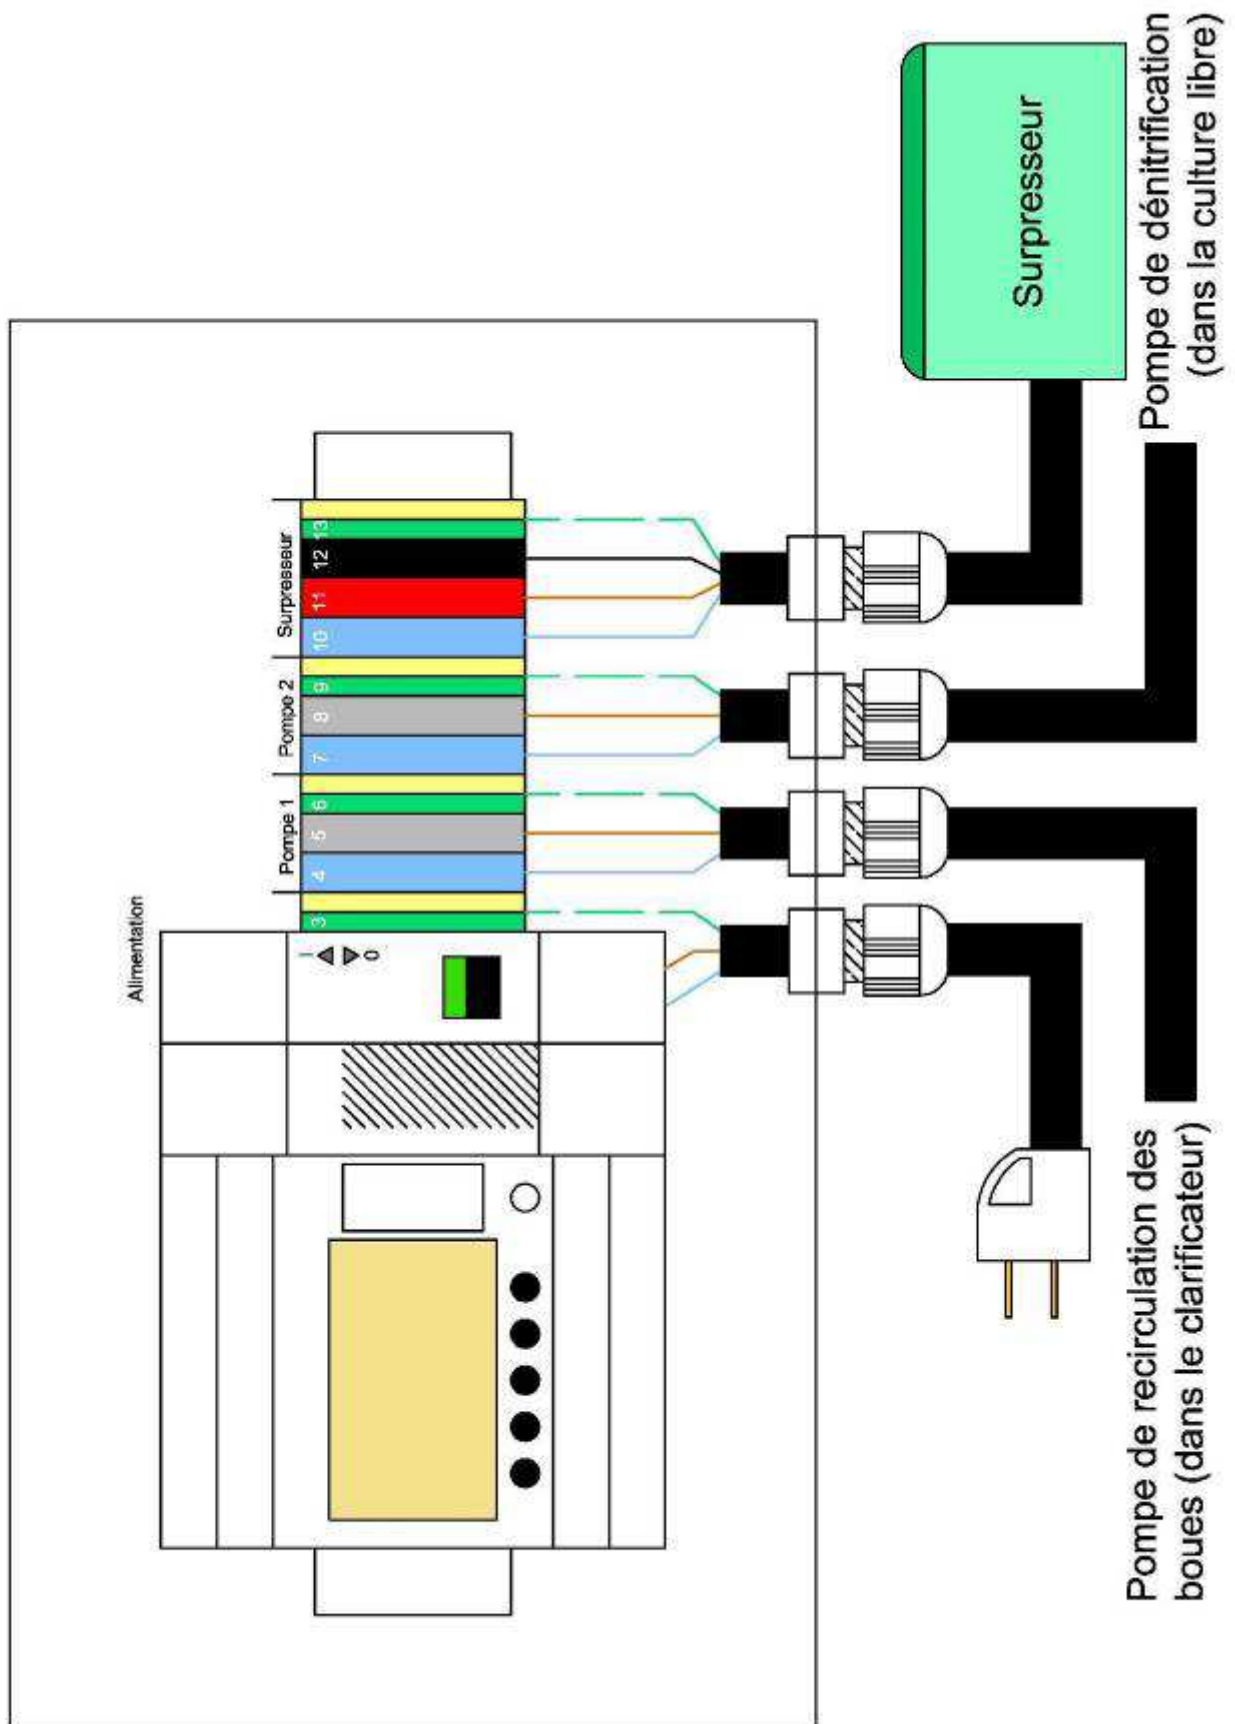 Alimentation
Pompe 1
Pompe 2
Surpresseur
I
0
3
4
5
6
7
8
9
10
11
12
13
Surpresseur
Pompe de recirculation des
boues (dans le clarificateur)
Pompe de dénitrification
(dans la culture libre)